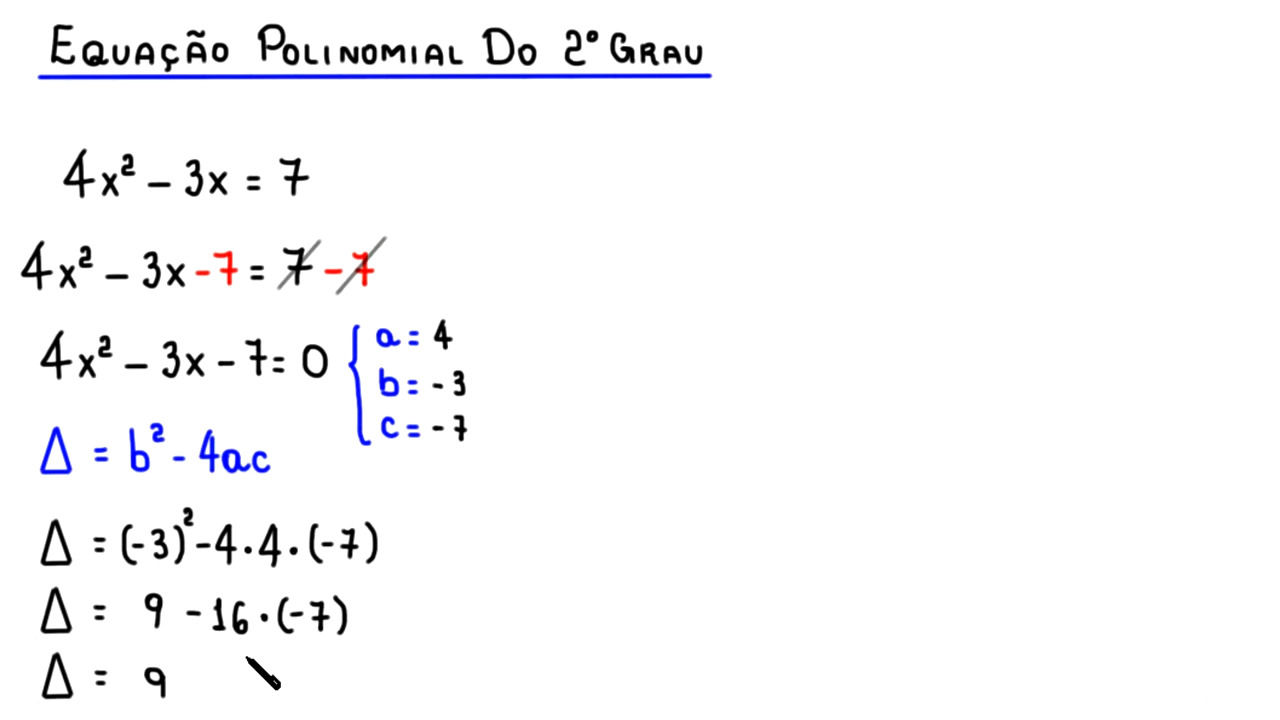 EQUAÇÃO POLINOMIAL DO 2º GRAU
4x² - 3x = 7
4x² - 3x - 7 = 7 - 7
4x² - 3x - 7 = 0
a = 4
b = - 3
c = - 7
Δ = b² - 4ac
Δ = (-3)² - 4 · 4 · (-7)
Δ = 9 - 16 · (-7)
Δ = 9